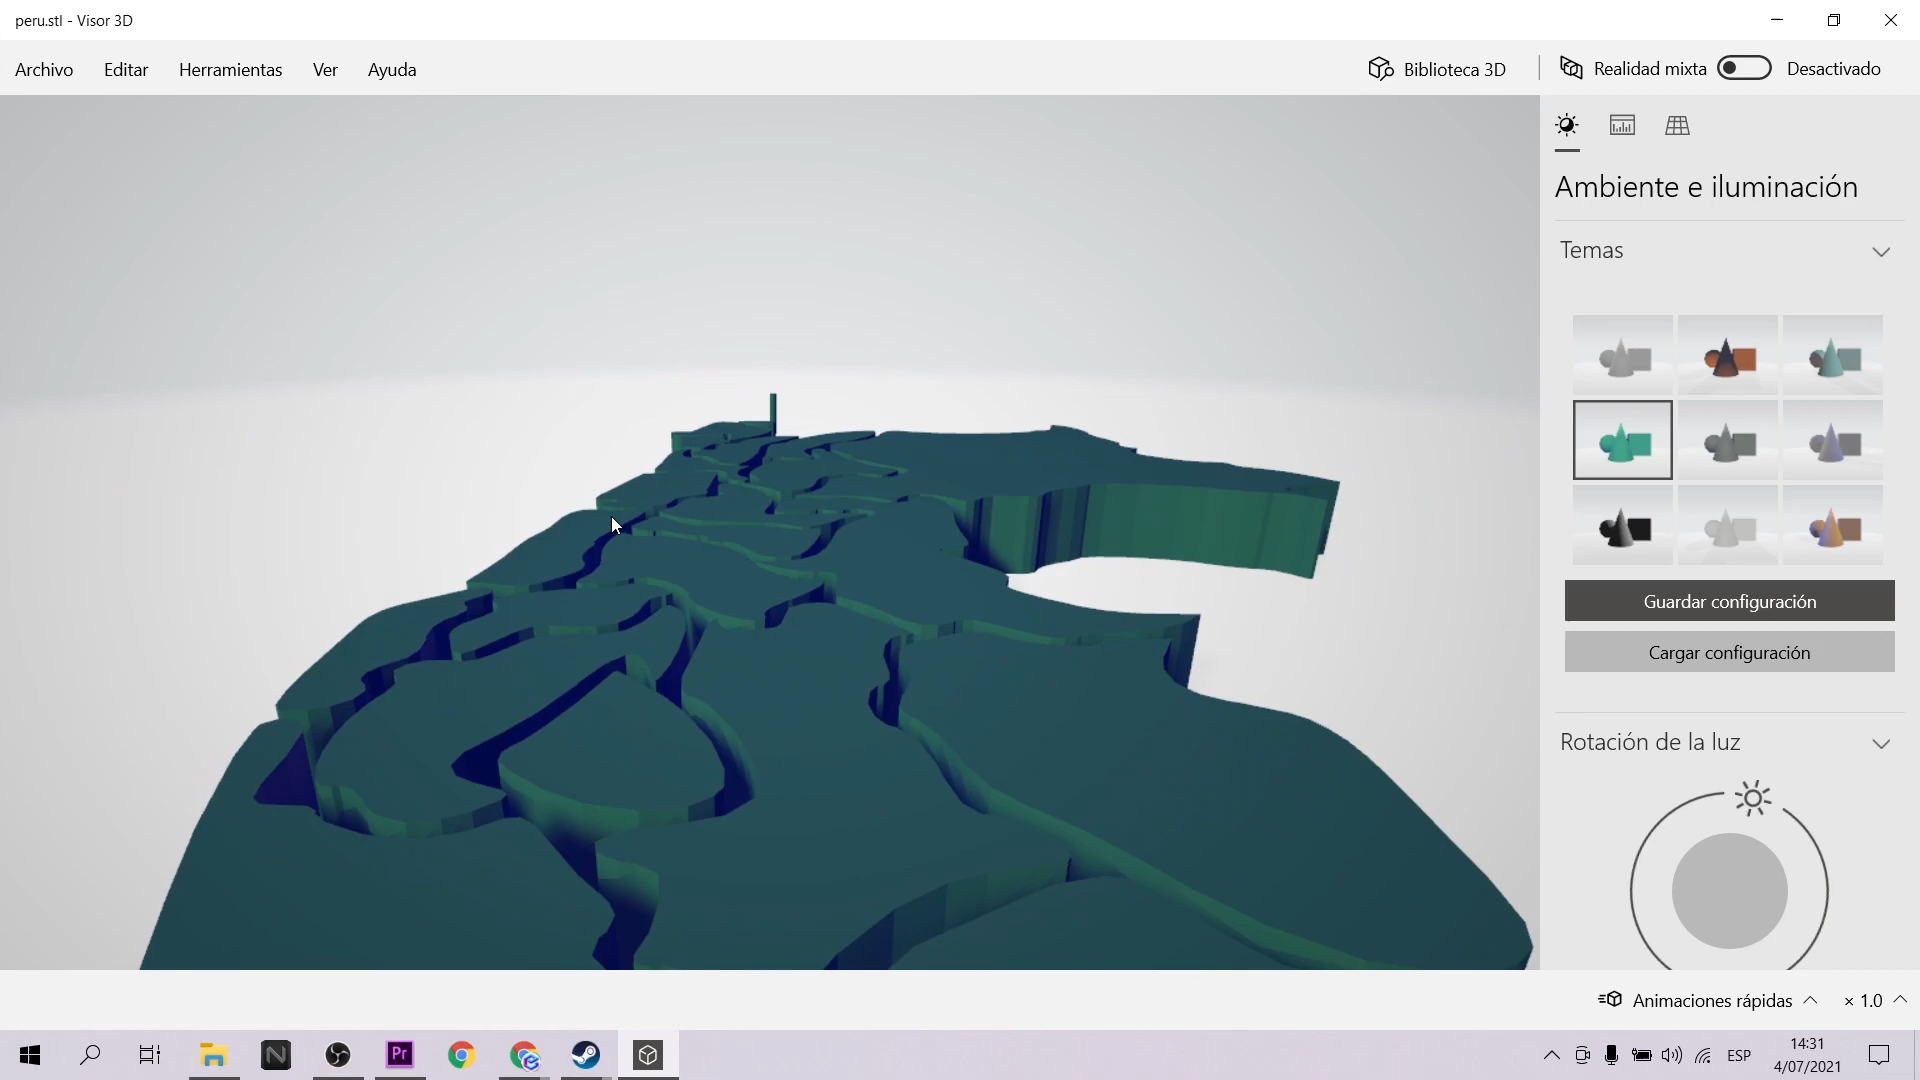 peru.stl - Visor 3D
Archivo Editar Herramientas Ver Ayuda
Biblioteca 3D Realidad mixta Desactivado
Ambiente e iluminación
Temas
Guardar configuración
Cargar configuración
Rotación de la luz
Animaciones rápidas × 1.0
N Pr ESP 14:31
4/07/2021